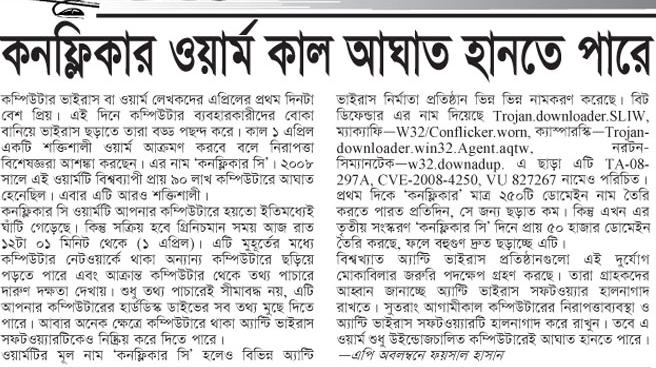 কনফ্লিকার ওয়ার্ম কাল আঘাত হানতে পারে
কম্পিউটার ভাইরাস বা ওয়ার্ম লেখকদের এপ্রিলের প্রথম দিনটা
বেশ প্রিয়। এই দিনে কম্পিউটার ব্যবহারকারীদের বোকা
বানিয়ে ভাইরাস ছড়াতে তারা বড্ড পছন্দ করে। কাল ১ এপ্রিল
একটি শক্তিশালী ওয়ার্ম আক্রমণ করবে বলে নিরাপত্তা
বিশেষজ্ঞরা আশঙ্কা করছেন। এর নাম ‘কনফ্লিকার সি’। ২০০৮
সালে এই ওয়ার্মটি বিশ্বব্যাপী প্রায় ৯০ লাখ কম্পিউটারে আঘাত
হেনেছিল। এবার এটি আরও শক্তিশালী।
কনফ্লিকার সি ওয়ার্মটি আপনার কম্পিউটারে হয়তো ইতিমধ্যেই
ঘাঁটি গেড়েছে। কিন্তু সক্রিয় হবে গ্রিনিচমান সময় আজ রাত
১২টা ০১ মিনিট থেকে (১ এপ্রিল)। এটি মুহূর্তের মধ্যে
কম্পিউটার নেটওয়ার্কে থাকা অন্যান্য কম্পিউটারে ছড়িয়ে
পড়তে পারে এবং আক্রান্ত কম্পিউটার থেকে তথ্য পাচারে
দারুণ দক্ষতা দেখায়। শুধু তথ্য পাচারেই সীমাবদ্ধ নয়, এটি
আপনার কম্পিউটারের হার্ডডিস্ক ডাইভের সব তথ্য মুছে দিতে
পারে। আবার অনেক ক্ষেত্রে কম্পিউটারে থাকা অ্যান্টি ভাইরাস
সফটওয়্যারটিকেও নিষ্ক্রিয় করে দিতে পারে।
ওয়ার্মটির মূল নাম ‘কনফ্লিকার সি’ হলেও বিভিন্ন অ্যান্টি
ভাইরাস নির্মাতা প্রতিষ্ঠান ভিন্ন ভিন্ন নামকরণ করেছে। বিট
ডিফেন্ডার এর নাম দিয়েছে Trojan.downloader.SLIW,
ম্যাক্যাফি—W32/Conflicker.worn, ক্যাসপারস্কি—Trojan-
downloader.win32.Agent.aqtw, নরটন-
সিম্যানটেক—w32.downadup. এ ছাড়া এটি TA-08-
297A, CVE-2008-4250, VU 827267 নামেও পরিচিত।
প্রথম দিকে ‘কনফ্লিকার’ মাত্র ২৫০টি ডোমেইন নাম তৈরি
করতে পারত প্রতিদিন, সে জন্য ছড়াত কম। কিন্তু এখন এর
তৃতীয় সংস্করণ ‘কনফ্লিকার সি’ দিনে প্রায় ৫০ হাজার ডোমেইন
তৈরি করছে, ফলে বহুগুণ দ্রুত ছড়াচ্ছে এটি।
বিশ্বখ্যাত অ্যান্টি ভাইরাস প্রতিষ্ঠানগুলো এই দুর্যোগ
মোকাবিলার জরুরি পদক্ষেপ গ্রহণ করছে। তারা গ্রাহকদের
আহ্বান জানাচ্ছে অ্যান্টি ভাইরাস সফটওয়্যার হালনাগাদ
রাখতে। সুতরাং আগামীকাল কম্পিউটারের নিরাপত্তাব্যবস্থা ও
অ্যান্টি ভাইরাস সফটওয়্যারটি হালনাগাদ করে রাখুন। তবে এ
ওয়ার্ম শুধু উইন্ডোজচালিত কম্পিউটারেই আঘাত হানতে পারে।
—এপি অবলম্বনে ফয়সাল হাসান